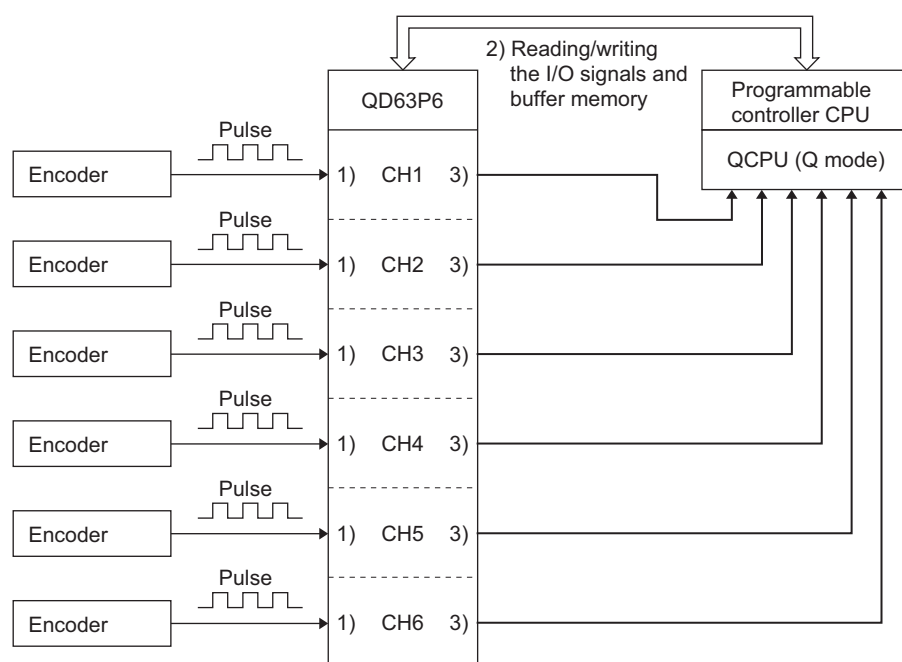 2) Reading/writing
the I/O signals and
buffer memory
QD63P6
Programmable
controller CPU
QCPU (Q mode)
Pulse
Encoder
1) CH1 3)
Pulse
Encoder
1) CH2 3)
Pulse
Encoder
1) CH3 3)
Pulse
Encoder
1) CH4 3)
Pulse
Encoder
1) CH5 3)
Pulse
Encoder
1) CH6 3)